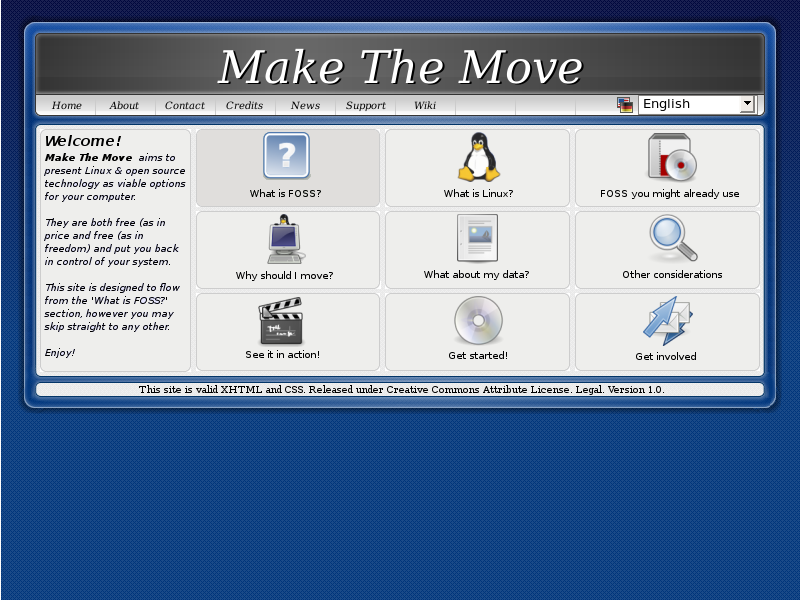 Make The Move
Home About Contact Credits News Support Wiki
English
Welcome!
Make The Move aims to
present Linux & open source
technology as viable options
for your computer.
They are both free (as in
price and free (as in
freedom) and put you back
in control of your system.
This site is designed to flow
from the 'What is FOSS?'
section, however you may
skip straight to any other.
Enjoy!
?
What is FOSS?
What is Linux?
FOSS you might already use
Why should I move?
What about my data?
Other considerations
See it in action!
Get started!
Get involved
This site is valid XHTML and CSS. Released under Creative Commons Attribute License. Legal. Version 1.0.